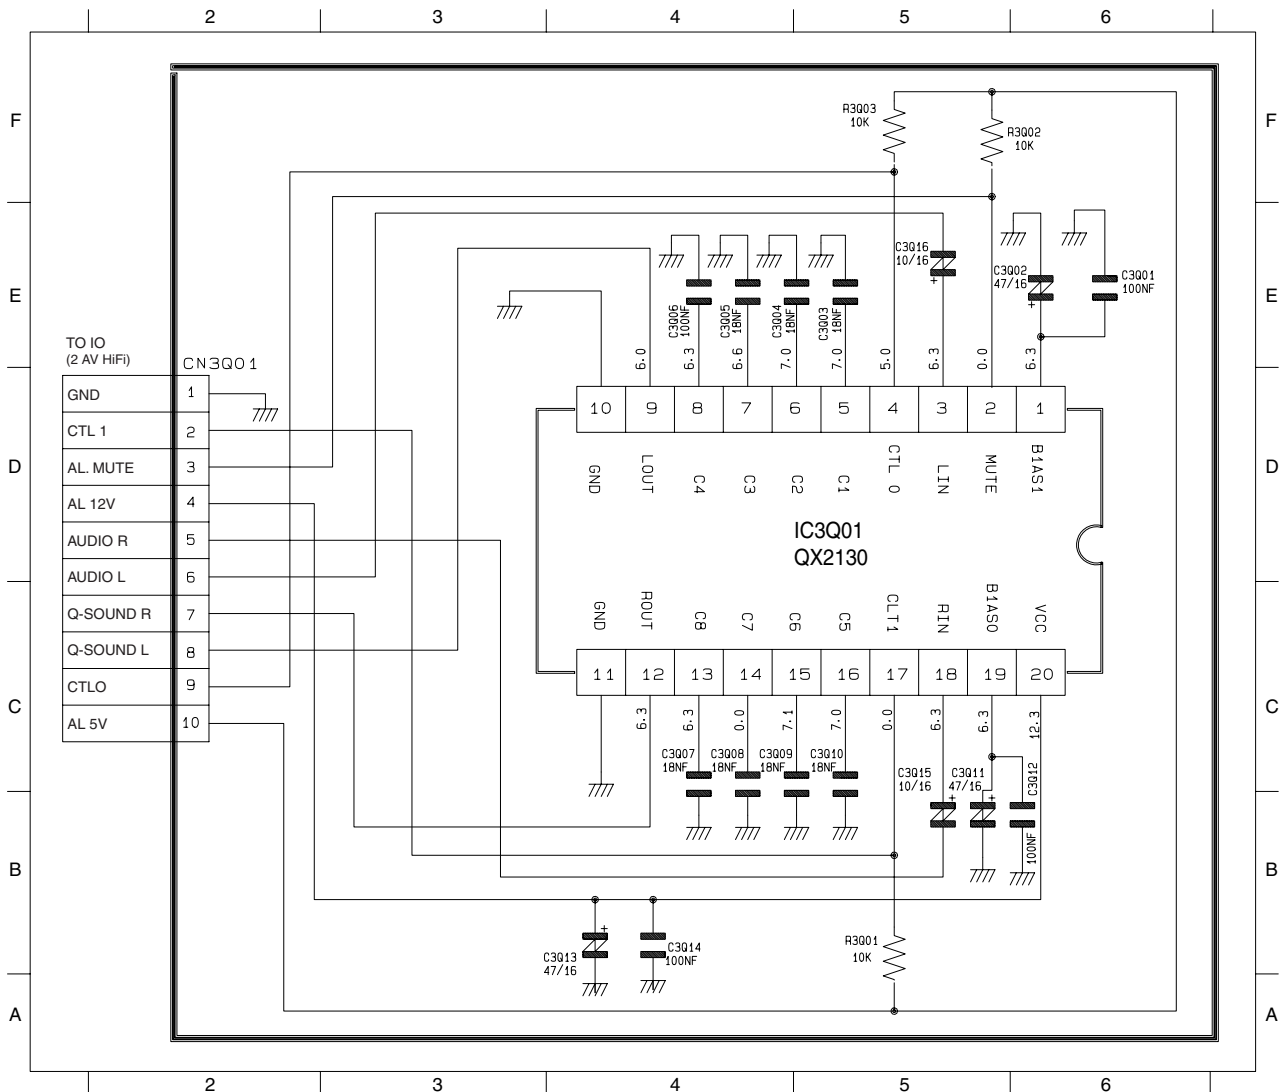 2 3 4 5 6
F F
R3Q03
10K
R3Q02
10K
E E
C3Q16
10/16
+
C3Q02
47/16
+
C3Q01
100NF
C3Q06
100NF
C3Q05
18NF
C3Q04
18NF
C3Q03
18NF
6.0 6.3 6.6 7.0 7.0 5.0 6.3 0.0 6.3
TO IO
(2 AV HiFi)
CN3Q01
GND 1
CTL 1 2
AL. MUTE 3
AL 12V 4
AUDIO R 5
AUDIO L 6
Q-SOUND R 7
Q-SOUND L 8
CTLO 9
AL 5V 10
D D
10 9 8 7 6 5 4 3 2 1
GND LOUT C4 C3 C2 C1 CTL 0 LIN MUTE B1AS1
IC3Q01
QX2130
GND ROUT C8 C7 C6 C5 CLT1 RIN B1AS0 VCC
11 12 13 14 15 16 17 18 19 20
C C
6.3 6.3 0.0 7.1 7.0 0.0 6.3 6.3 12.3
C3Q07
18NF
C3Q08
18NF
C3Q09
18NF
C3Q10
18NF
C3Q15
10/16
+
C3Q11
47/16
+
C3Q12
100NF
B B
C3Q13
47/16
+
C3Q14
100NF
R3Q01
10K
A A
2 3 4 5 6